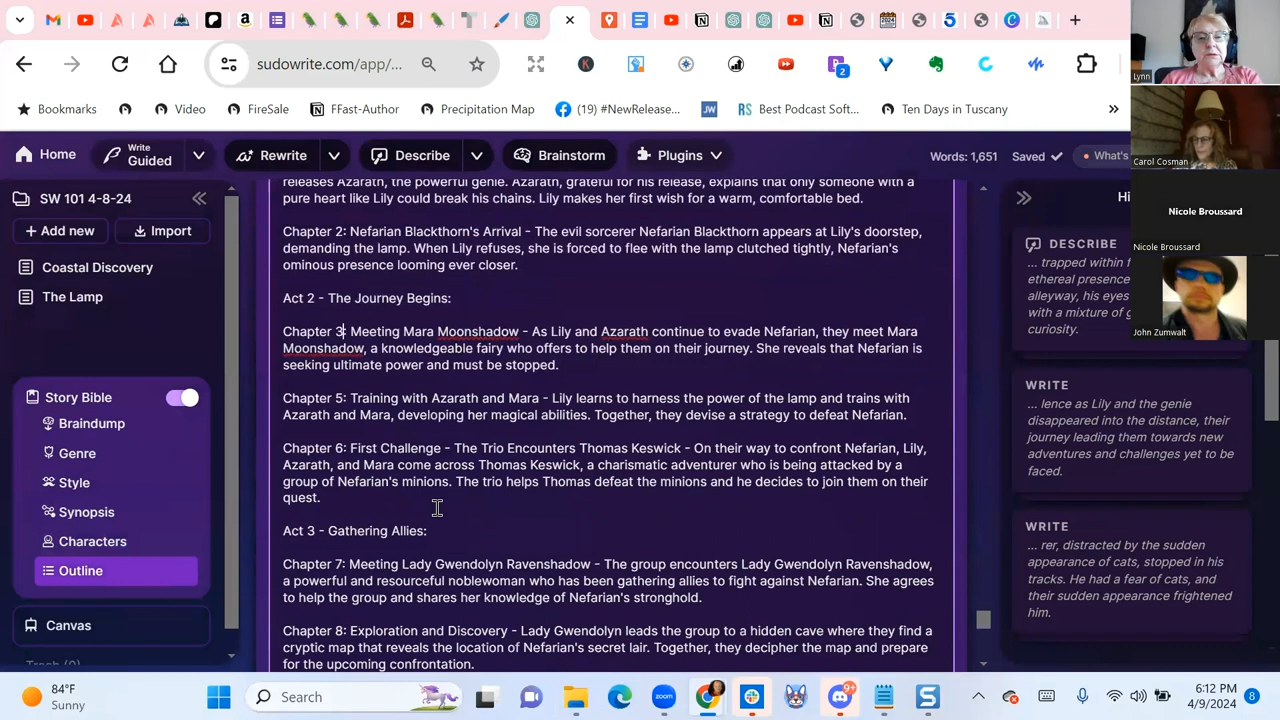 sudowrite.com/app/...
2
Bookmarks
Video
FireSale
FFast-Author
Precipitation Map
(19) #NewRelease...
JW
RS Best Podcast Soft...
Ten Days in Tuscany
»
Home
Write
Guided
Rewrite
Describe
Brainstorm
Plugins
Words: 1,651
Saved
What's
SW 101 4-8-24
+ Add new
Import
Coastal Discovery
The Lamp
Story Bible
Braindump
Genre
Style
Synopsis
Characters
Outline
Canvas
Trash (0)
releases Azarath, the powerful genie. Azarath, grateful for his release, explains that only someone with a
pure heart like Lily could break his chains. Lily makes her first wish for a warm, comfortable bed.
Chapter 2: Nefarian Blackthorn's Arrival - The evil sorcerer Nefarian Blackthorn appears at Lily's doorstep,
demanding the lamp. When Lily refuses, she is forced to flee with the lamp clutched tightly, Nefarian's
ominous presence looming ever closer.
Act 2 - The Journey Begins:
Chapter 3: Meeting Mara Moonshadow - As Lily and Azarath continue to evade Nefarian, they meet Mara
Moonshadow, a knowledgeable fairy who offers to help them on their journey. She reveals that Nefarian is
seeking ultimate power and must be stopped.
Chapter 5: Training with Azarath and Mara - Lily learns to harness the power of the lamp and trains with
Azarath and Mara, developing her magical abilities. Together, they devise a strategy to defeat Nefarian.
Chapter 6: First Challenge - The Trio Encounters Thomas Keswick - On their way to confront Nefarian, Lily,
Azarath, and Mara come across Thomas Keswick, a charismatic adventurer who is being attacked by a
group of Nefarian's minions. The trio helps Thomas defeat the minions and he decides to join them on their
quest.
Act 3 - Gathering Allies:
Chapter 7: Meeting Lady Gwendolyn Ravenshadow - The group encounters Lady Gwendolyn Ravenshadow,
a powerful and resourceful noblewoman who has been gathering allies to fight against Nefarian. She agrees
to help the group and shares her knowledge of Nefarian's stronghold.
Chapter 8: Exploration and Discovery - Lady Gwendolyn leads the group to a hidden cave where they find a
cryptic map that reveals the location of Nefarian's secret lair. Together, they decipher the map and prepare
for the upcoming confrontation.
Hi
DESCRIBE
... trapped within
ethereal presence
alleyway, his eyes
with a mixture of
curiosity.
WRITE
... lence as Lily and the genie
disappeared into the distance, their
journey leading them towards new
adventures and challenges yet to be
faced.
WRITE
... rer, distracted by the sudden
appearance of cats, stopped in his
tracks. He had a fear of cats, and
their sudden appearance frightened
him.
Lynn
Carol Cosman
Nicole Broussard
Nicole Broussard
John Zumwalt
84°F
Sunny
Search
zoom
9+
6:12 PM
4/9/2024
8